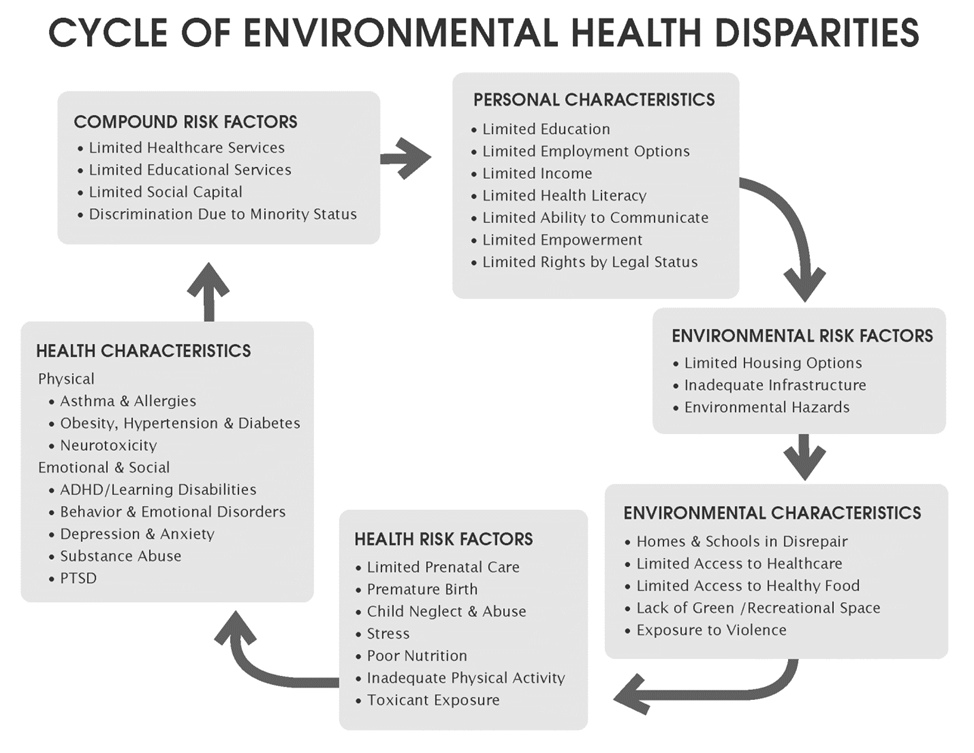 CYCLE OF ENVIRONMENTAL HEALTH DISPARITIES
COMPOUND RISK FACTORS
• Limited Healthcare Services
• Limited Educational Services
• Limited Social Capital
• Discrimination Due to Minority Status
PERSONAL CHARACTERISTICS
• Limited Education
• Limited Employment Options
• Limited Income
• Limited Health Literacy
• Limited Ability to Communicate
• Limited Empowerment
• Limited Rights by Legal Status
ENVIRONMENTAL RISK FACTORS
• Limited Housing Options
• Inadequate Infrastructure
• Environmental Hazards
ENVIRONMENTAL CHARACTERISTICS
• Homes & Schools in Disrepair
• Limited Access to Healthcare
• Limited Access to Healthy Food
• Lack of Green /Recreational Space
• Exposure to Violence
HEALTH RISK FACTORS
• Limited Prenatal Care
• Premature Birth
• Child Neglect & Abuse
• Stress
• Poor Nutrition
• Inadequate Physical Activity
• Toxicant Exposure
HEALTH CHARACTERISTICS
Physical
• Asthma & Allergies
• Obesity, Hypertension & Diabetes
• Neurotoxicity
Emotional & Social
• ADHD/Learning Disabilities
• Behavior & Emotional Disorders
• Depression & Anxiety
• Substance Abuse
• PTSD